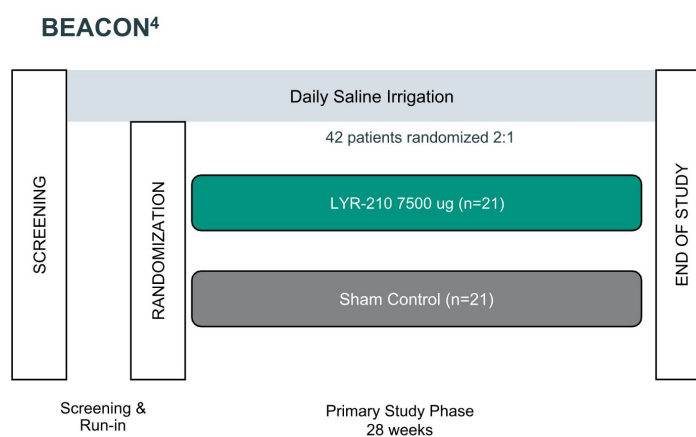 BEACON⁴
Daily Saline Irrigation
42 patients randomized 2:1
SCREENING
RANDOMIZATION
LYR-210 7500 ug (n=21)
Sham Control (n=21)
END OF STUDY
Screening &
Run-in
Primary Study Phase
28 weeks